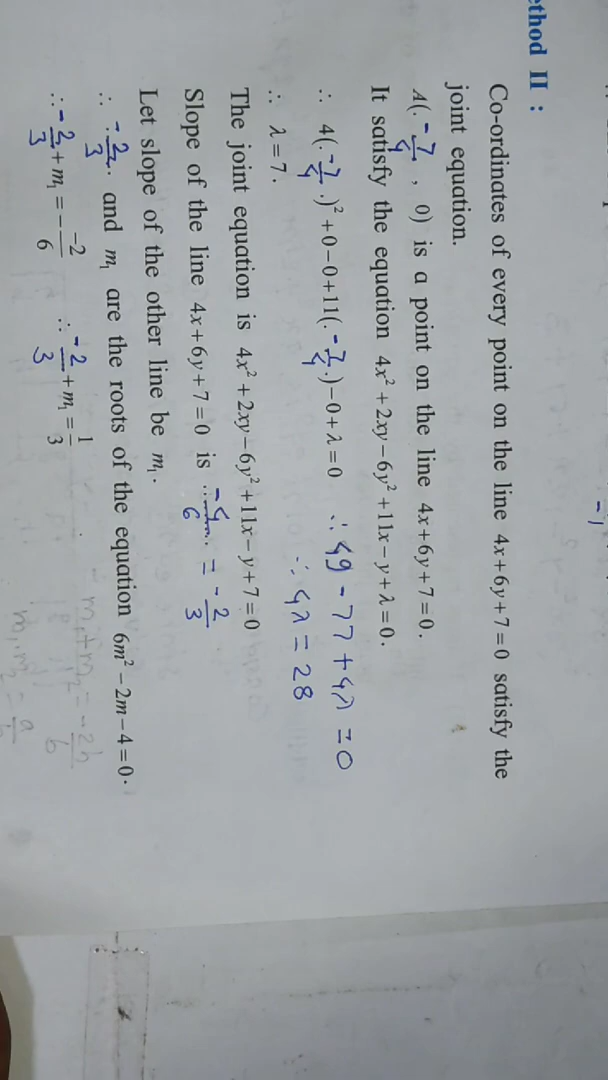 ethod II :
Co-ordinates of every point on the line 4x+6y+7=0 satisfy the
joint equation.
A(-7/4, 0) is a point on the line 4x+6y+7=0.
It satisfy the equation 4x²+2xy−6y²+11x−y+λ=0.
∴ 4(-7/4)²+0−0+11(-7/4)−0+λ=0 ∴ 49 - 77 + 4λ = 0
∴ λ=7. ∴ 4λ = 28
The joint equation is 4x²+2xy−6y²+11x−y+7=0
Slope of the line 4x+6y+7=0 is -4/6 = -2/3
Let slope of the other line be m₁.
∴ -2/3 and m₁ are the roots of the equation 6m²−2m−4=0.
∴ -2/3+m₁=−-2/6 ∴ -2/3+m₁=1/3
m₁+m₂ = -2h/b
m₁.m₂ = a